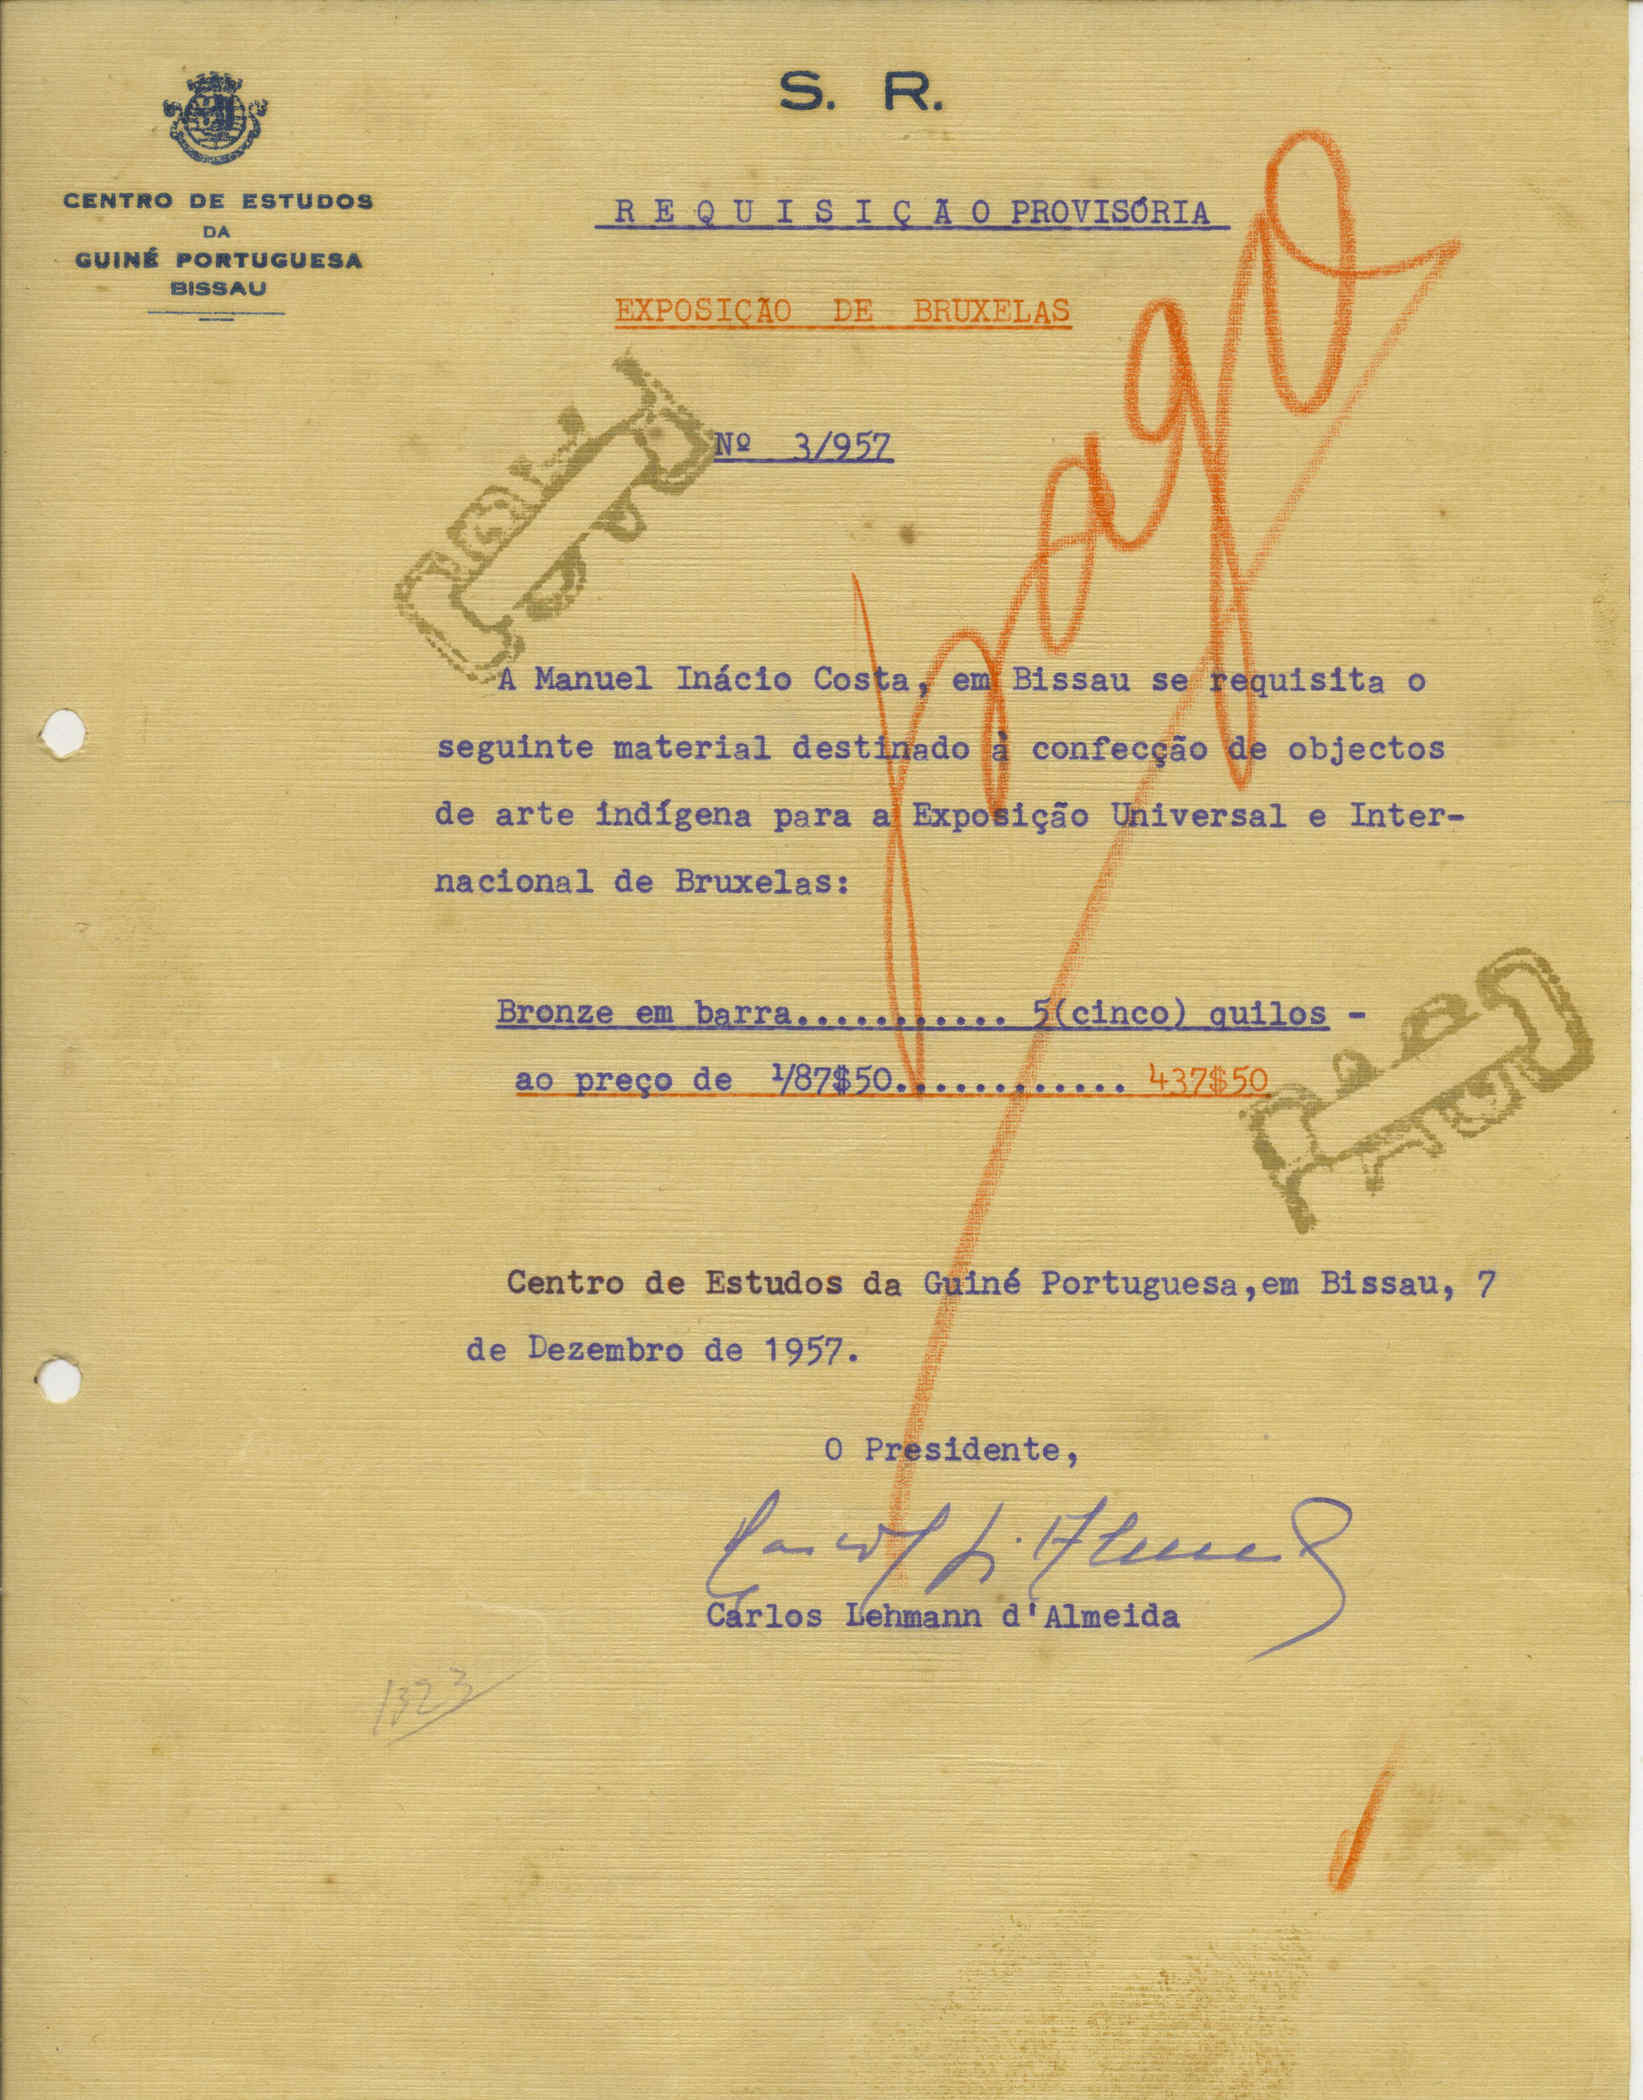 S. R.
CENTRO DE ESTUDOS
DA
GUINÉ PORTUGUESA
BISSAU
R E Q U I S I Ç Ã O PROVISÓRIA
EXPOSIÇÃO DE BRUXELAS
Nº 3/957
pago
A Manuel Inácio Costa, em Bissau se requisita o
seguinte material destinado à confecção de objectos
de arte indígena para a Exposição Universal e Inter-
nacional de Bruxelas:
Bronze em barra........... 5(cinco) quilos -
ao preço de 1/87$50............ 437$50
Centro de Estudos da Guiné Portuguesa,em Bissau, 7
de Dezembro de 1957.
O Presidente,
Carlos Lehmann d'Almeida
1323